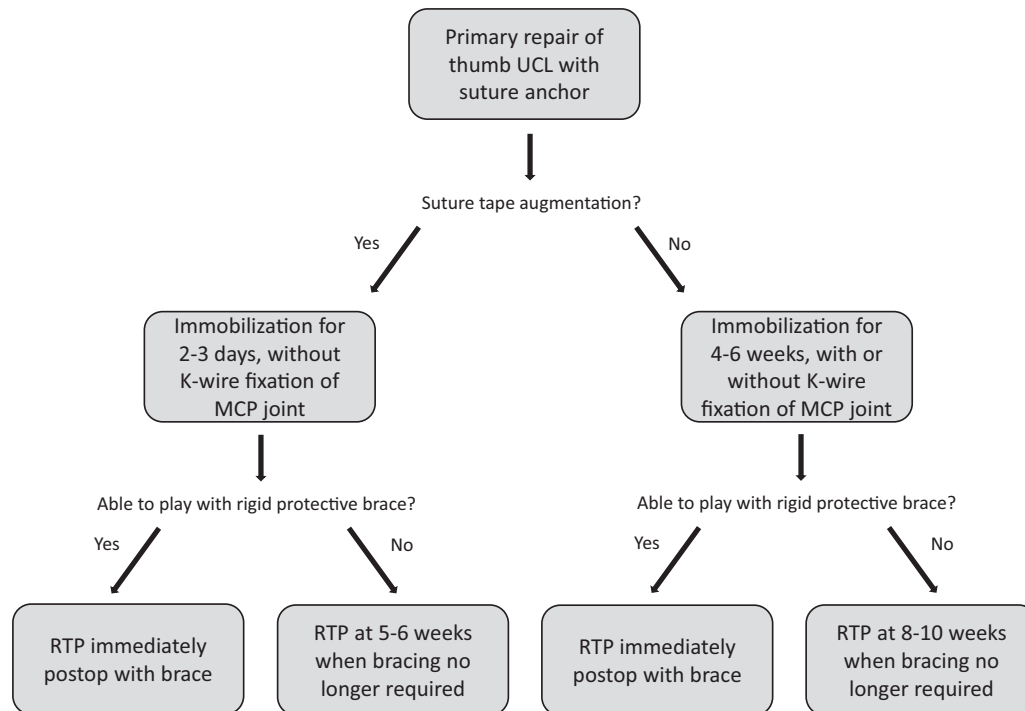 Primary repair of
thumb UCL with
suture anchor
Suture tape augmentation?
Yes
No
Immobilization for
2-3 days, without
K-wire fixation of
MCP joint
Immobilization for
4-6 weeks, with or
without K-wire
fixation of MCP joint
Able to play with rigid protective brace?
Able to play with rigid protective brace?
Yes
No
Yes
No
RTP immediately
postop with brace
RTP at 5-6 weeks
when bracing no
longer required
RTP immediately
postop with brace
RTP at 8-10 weeks
when bracing no
longer required